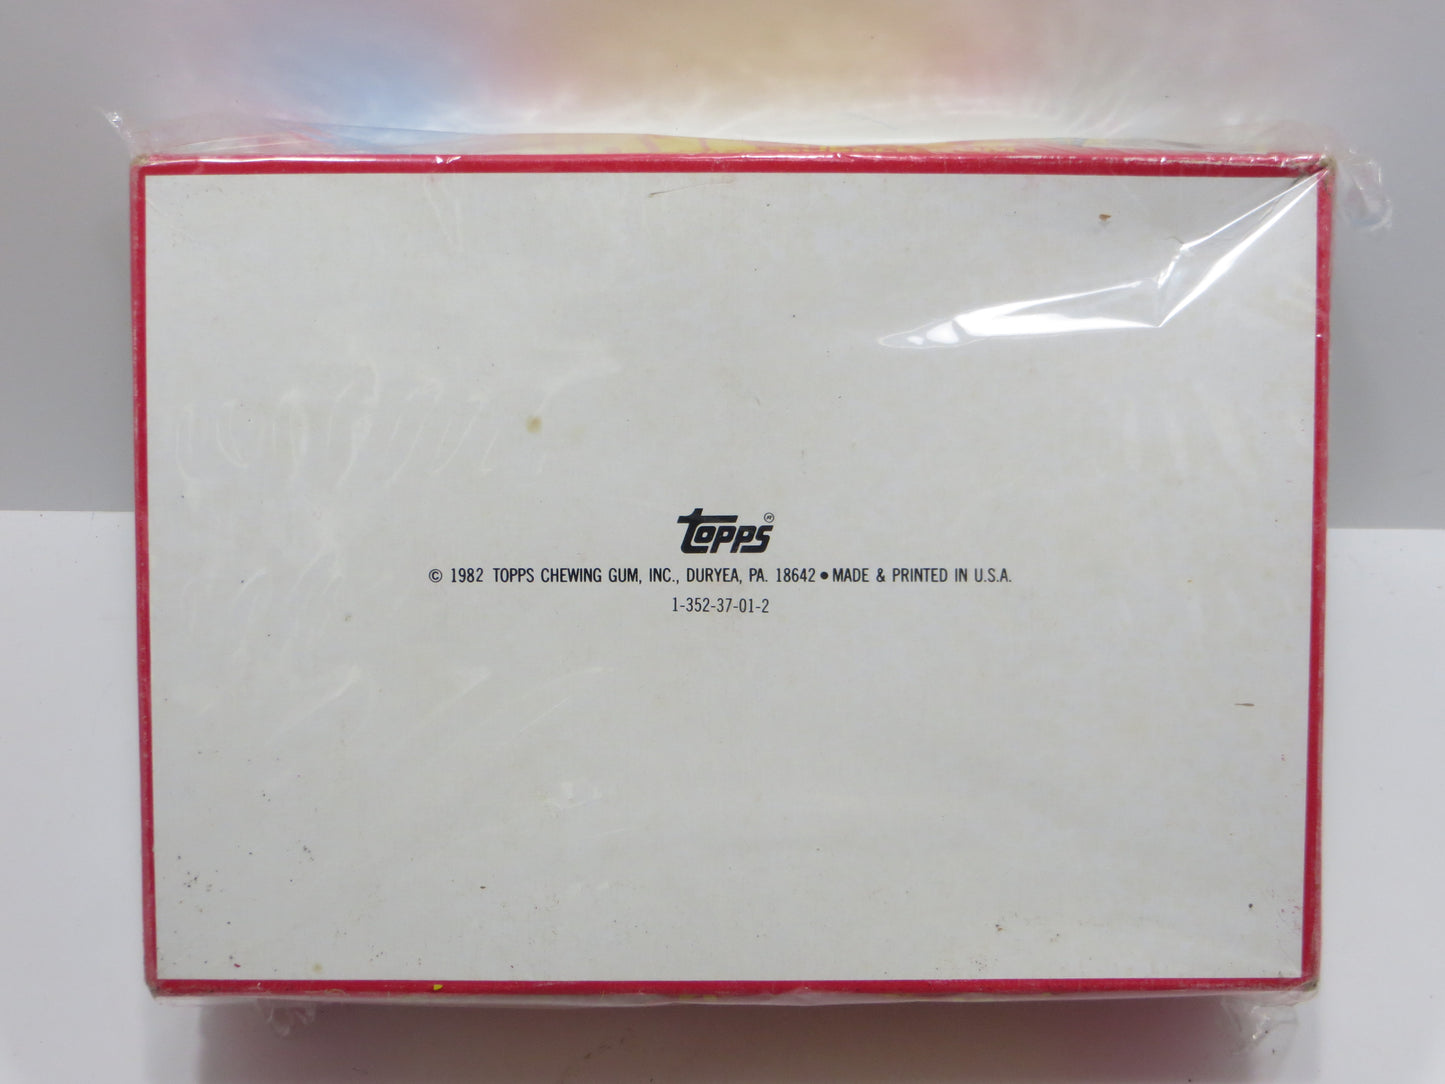 topps®
© 1982 TOPPS CHEWING GUM, INC., DURYEA, PA. 18642 • MADE & PRINTED IN U.S.A.
1-352-37-01-2